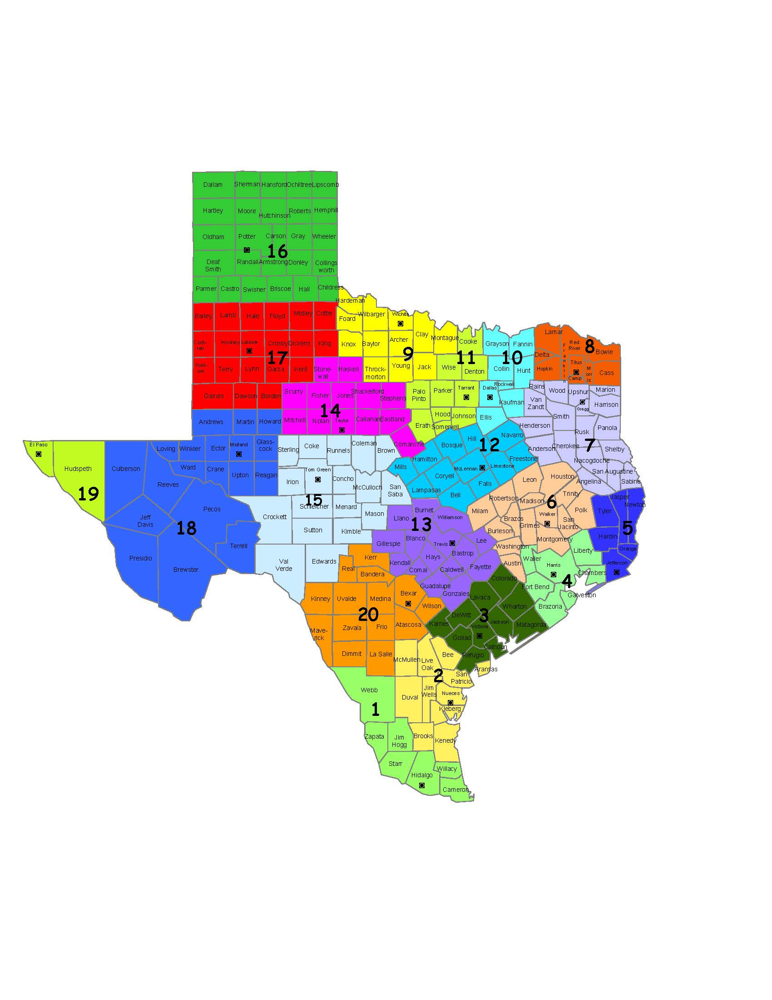 Dallam
Sherman
Hansford
Ochiltree
Lipscomb
Hartley
Moore
Hutchinson
Roberts
Hemphill
Oldham
Potter
Carson
Gray
Wheeler
16
Deaf
Smith
Randall
Armstrong
Donley
Collings
worth
Parmer
Castro
Swisher
Briscoe
Hall
Childress
Bailey
Lamb
Hale
Floyd
Motley
Cottle
Coch-
ran
Hockley
Lubbock
Crosby
Dickens
King
17
Yoak-
um
Terry
Lynn
Garza
Kent
Gaines
Dawson
Borden
Hardeman
Foard
Wilbarger
Wichita
Knox
Baylor
Archer
Clay
Montague
9
Throck-
morton
Young
Jack
Cooke
11
Wise
Denton
Palo
Pinto
Parker
Tarrant
Hood
Johnson
Erath
Somervell
Grayson
Fannin
10
Collin
Hunt
Rockwall
Dallas
Kaufman
Ellis
Lamar
Red
River
8
Bowie
Delta
F
r
a
n
k
l
i
n
Hopkin
Titus
Camp
M
orr
is
Cass
Stone-
wall
Haskell
Scurry
Fisher
Jones
Shackelford
Stephens
14
Mitchell
Nolan
Taylor
Callahan
Eastland
Comanche
Rains
Wood
Upshur
Marion
Van
Zandt
Gregg
Harrison
Smith
Henderson
Rusk
Panola
Anderson
Cherokee
7
Shelby
Nacogdoche
San Augustine
Angelina
Sabine
Andrews
Martin
Howard
Loving
Winkler
Ector
Midland
Glass-
cock
Ward
Crane
Upton
Reagan
Culberson
Reeves
Pecos
Jeff
Davis
18
Terrell
Presidio
Brewster
El Paso
Hudspeth
19
Sterling
Coke
Runnels
Coleman
Brown
Irion
Tom Green
Concho
McCulloch
San
Saba
15
Schleicher
Menard
Mason
Crockett
Sutton
Kimble
Val
Verde
Edwards
Hill
Navarro
Bosque
12
Hamilton
Freestone
Mills
McLennan
Limestone
Coryell
Falls
Lampasas
Bell
Leon
Houston
Robertson
Madison
6
Trinity
Milam
Walker
Polk
Brazos
Grimes
San
Jacinto
Burleson
Montgomery
Washington
Austin
Jasper
Newton
Tyler
5
Hardin
Orange
Jefferson
Burnet
Williamson
Llano
13
Blanco
Gillespie
Travis
Lee
Bastrop
Hays
Kendall
Comal
Caldwell
Fayette
Guadalupe
Gonzales
Liberty
Waller
Harris
Chambers
4
Fort Bend
Galveston
Brazoria
Kerr
Real
Bandera
Kinney
Uvalde
Medina
Bexar
Wilson
20
Mave-
rick
Zavala
Frio
Atascosa
Dimmit
La Salle
Colorado
Lavaca
Wharton
DeWitt
3
Jackson
Karnes
Victoria
Matagorda
Goliad
Calhoun
Refugio
McMullen
Live
Oak
Bee
Aransas
2
San
Patricio
Duval
Jim
Wells
Nueces
Kleberg
Brooks
Kenedy
Webb
1
Zapata
Jim
Hogg
Starr
Hidalgo
Willacy
Cameron